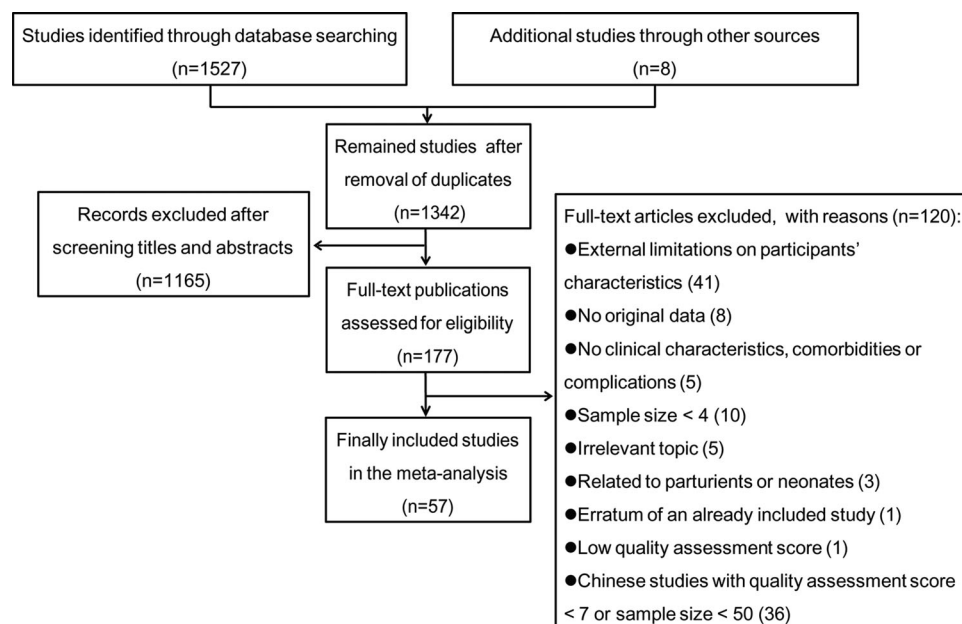 Studies identified through database searching
(n=1527)
Additional studies through other sources
(n=8)
Remained studies after
removal of duplicates
(n=1342)
Records excluded after
screening titles and abstracts
(n=1165)
Full-text publications
assessed for eligibility
(n=177)
Full-text articles excluded, with reasons (n=120):
●External limitations on participants’
characteristics (41)
●No original data (8)
●No clinical characteristics, comorbidities or
complications (5)
●Sample size < 4 (10)
●Irrelevant topic (5)
●Related to parturients or neonates (3)
●Erratum of an already included study (1)
●Low quality assessment score (1)
●Chinese studies with quality assessment score
< 7 or sample size < 50 (36)
Finally included studies
in the meta-analysis
(n=57)